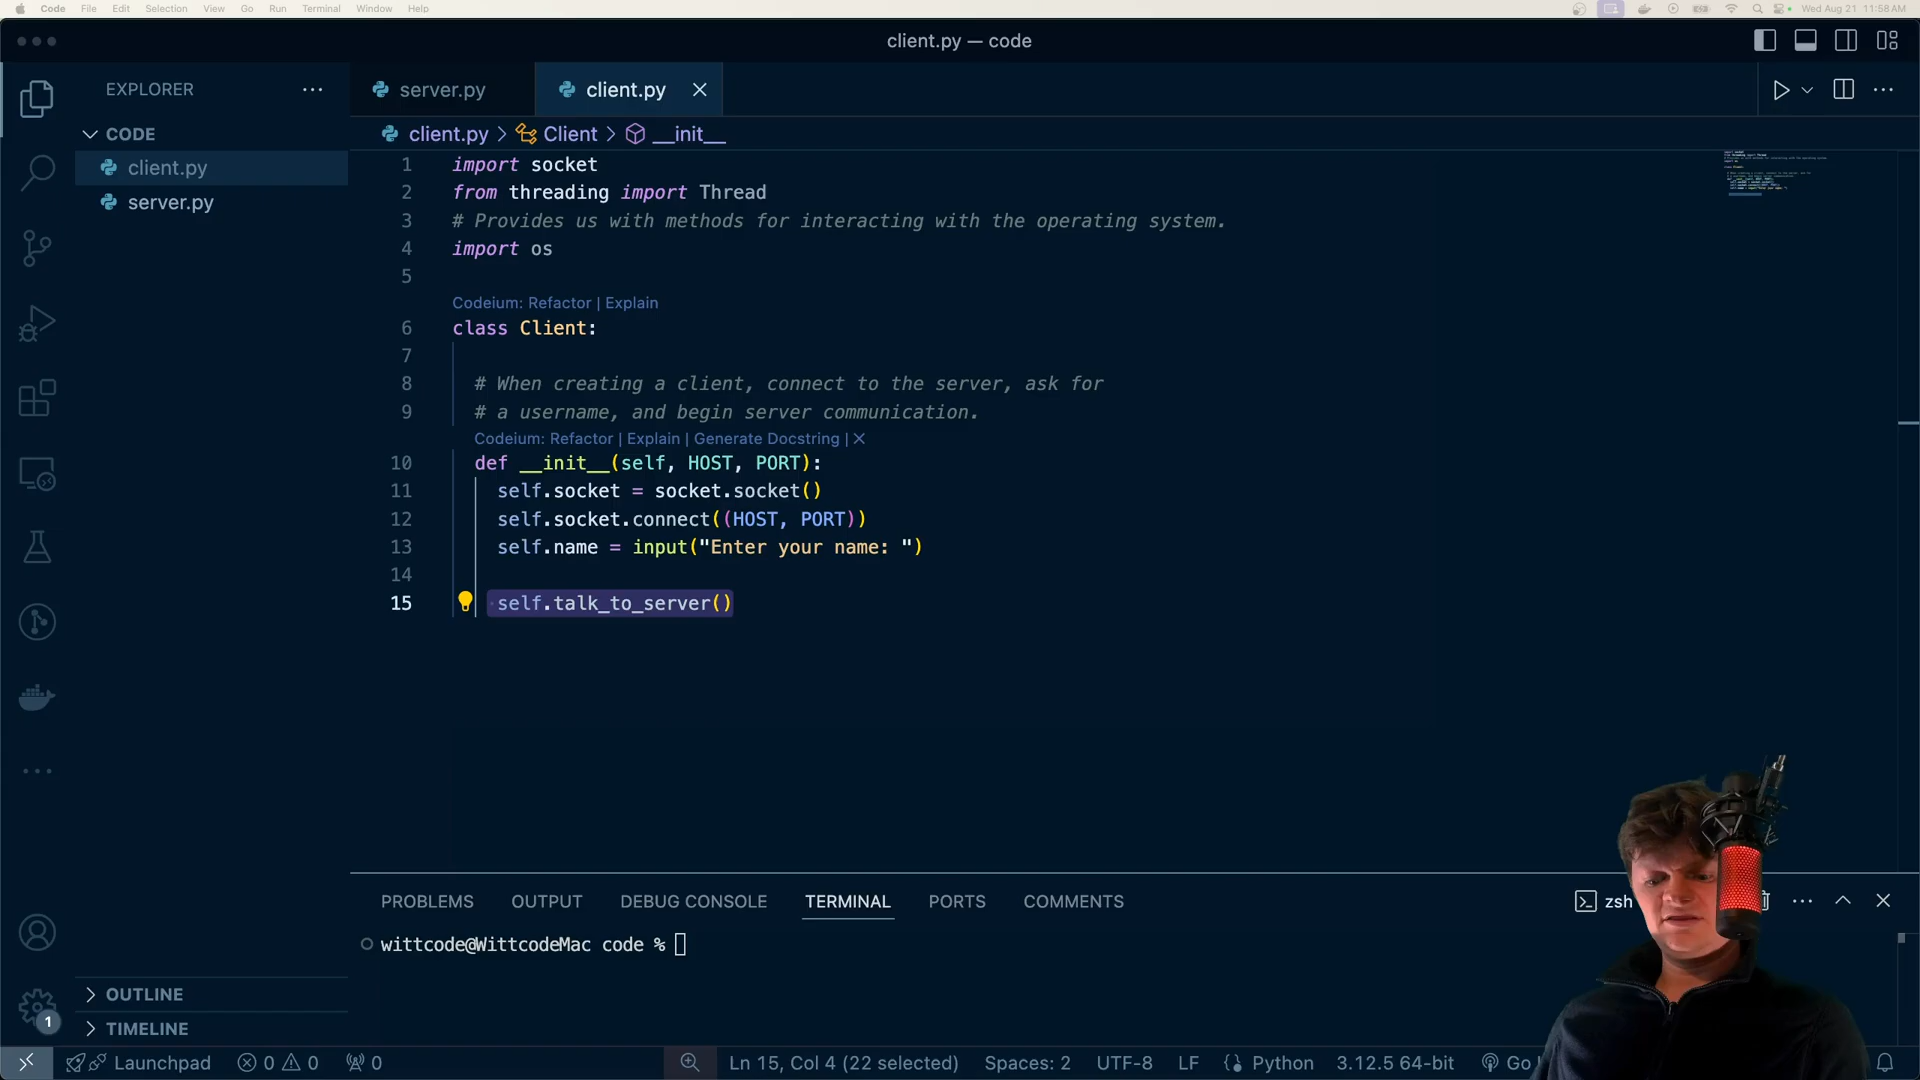 Code File Edit Selection View Go Run Terminal Window Help
Wed Aug 21 11:58 AM
client.py — code
EXPLORER
server.py
client.py
CODE
client.py
server.py
client.py > Client > __init__
1 import socket
2 from threading import Thread
3 # Provides us with methods for interacting with the operating system.
4 import os
5
Codeium: Refactor | Explain
6 class Client:
7
8 # When creating a client, connect to the server, ask for
9 # a username, and begin server communication.
Codeium: Refactor | Explain | Generate Docstring | ×
10 def __init__(self, HOST, PORT):
11 self.socket = socket.socket()
12 self.socket.connect((HOST, PORT))
13 self.name = input("Enter your name: ")
14
15 self.talk_to_server()
PROBLEMS OUTPUT DEBUG CONSOLE TERMINAL PORTS COMMENTS
zsh
wittcode@WittcodeMac code %
OUTLINE
TIMELINE
1
Launchpad 0 0 0
Ln 15, Col 4 (22 selected) Spaces: 2 UTF-8 LF Python 3.12.5 64-bit Go